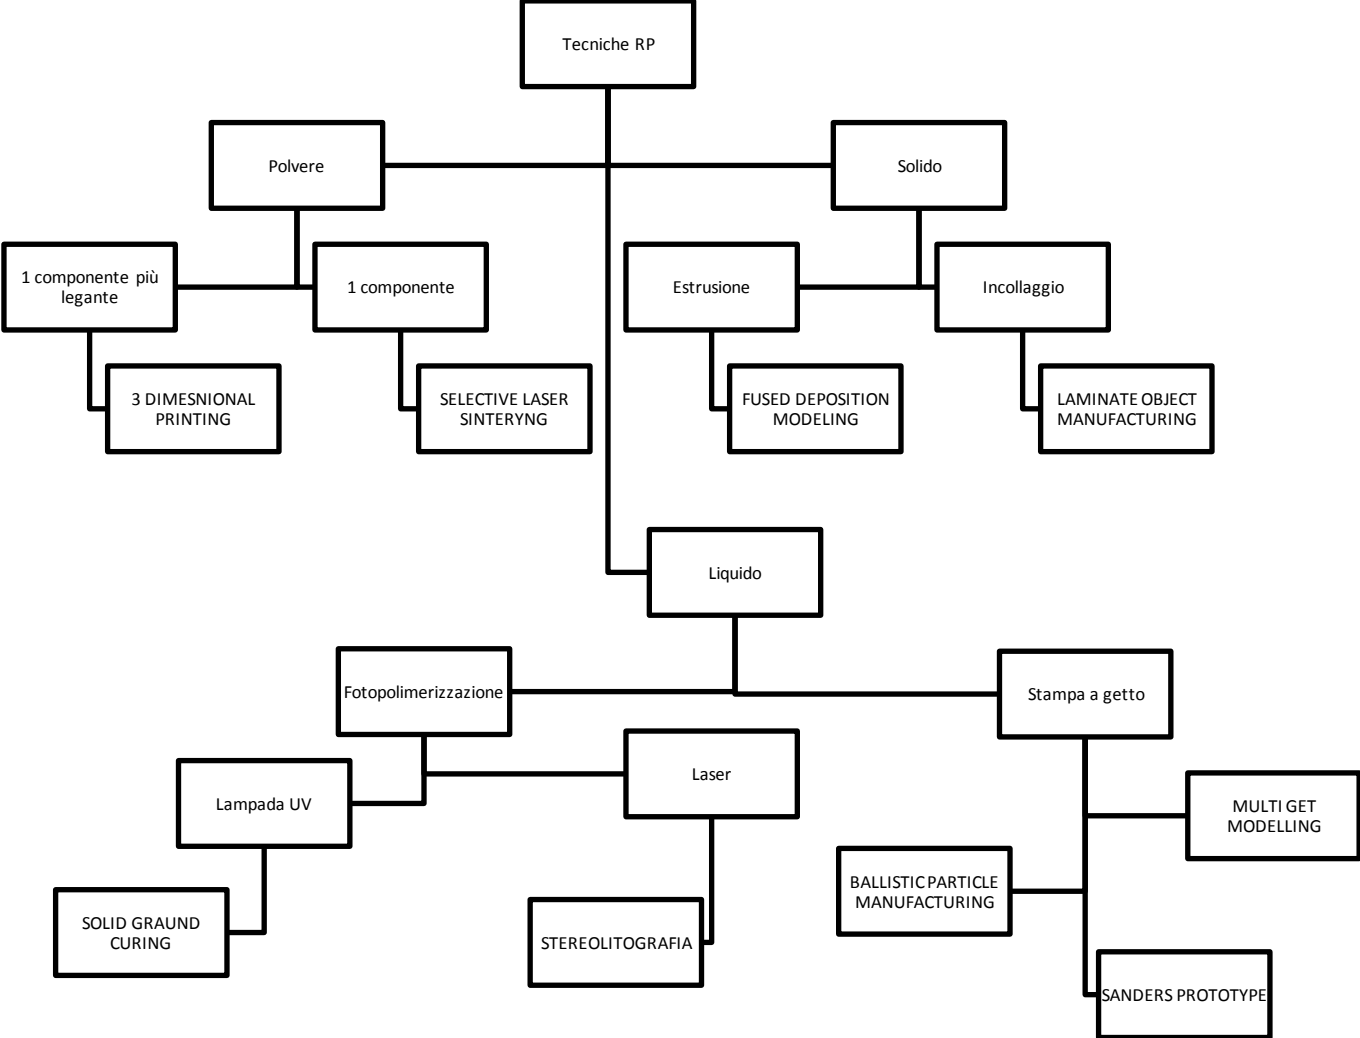 Tecniche RP
Polvere
Solido
1 componente più
legante
1 componente
Estrusione
Incollaggio
3 DIMESNIONAL
PRINTING
SELECTIVE LASER
SINTERYNG
FUSED DEPOSITION
MODELING
LAMINATE OBJECT
MANUFACTURING
Liquido
Fotopolimerizzazione
Stampa a getto
Laser
Lampada UV
MULTI GET
MODELLING
BALLISTIC PARTICLE
MANUFACTURING
SOLID GRAUND
CURING
STEREOLITOGRAFIA
SANDERS PROTOTYPE